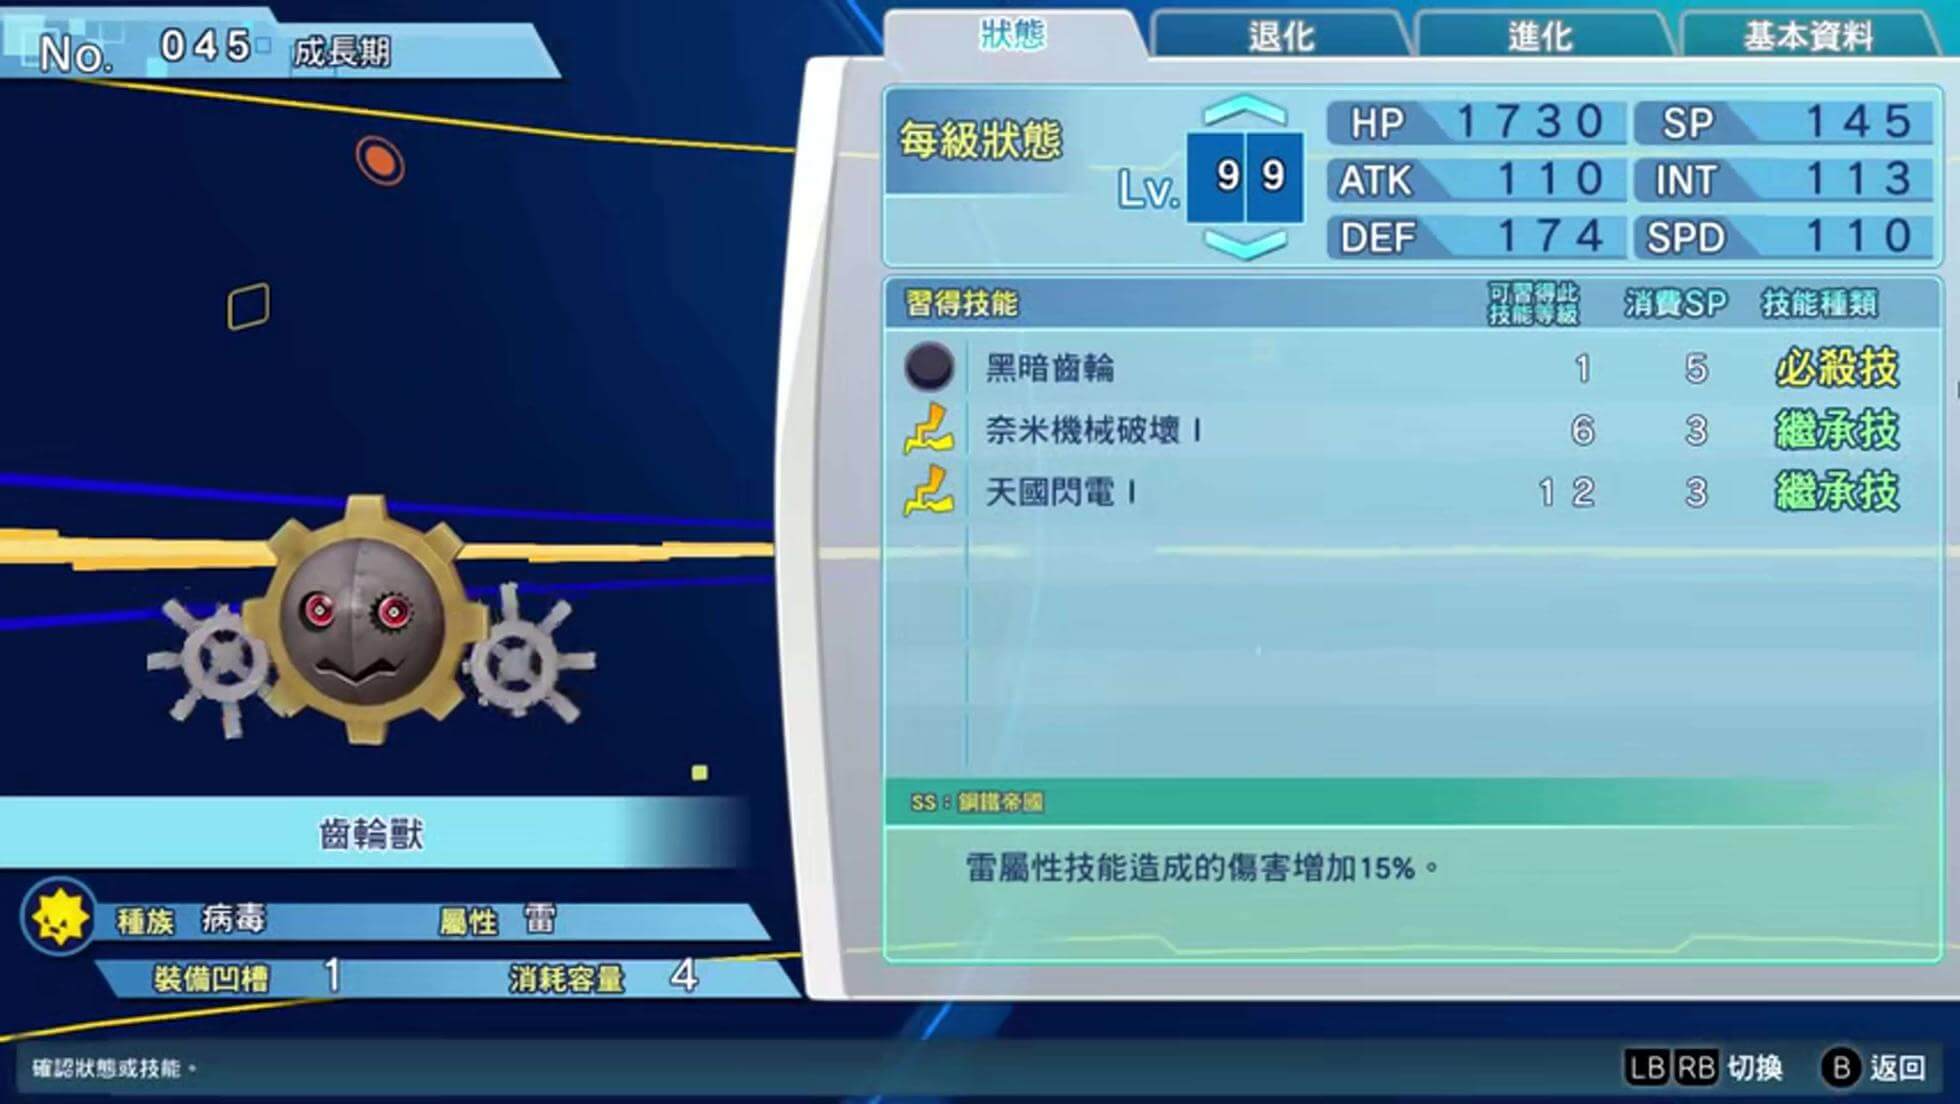 No. 045 成長期
狀態 退化 進化 基本資料
每級狀態 Lv. 99
HP 1730 SP 145
ATK 110 INT 113
DEF 174 SPD 110
習得技能 可習得此技能等級 消費SP 技能種類
黑暗齒輪 1 5 必殺技
奈米機械破壞 I 6 3 繼承技
天國閃電 I 12 3 繼承技
SS：鋼鐵帝國
雷屬性技能造成的傷害增加15%。
齒輪獸
種族 病毒 屬性 雷
裝備凹槽 1 消耗容量 4
確認狀態或技能。
LB RB 切換 B 返回